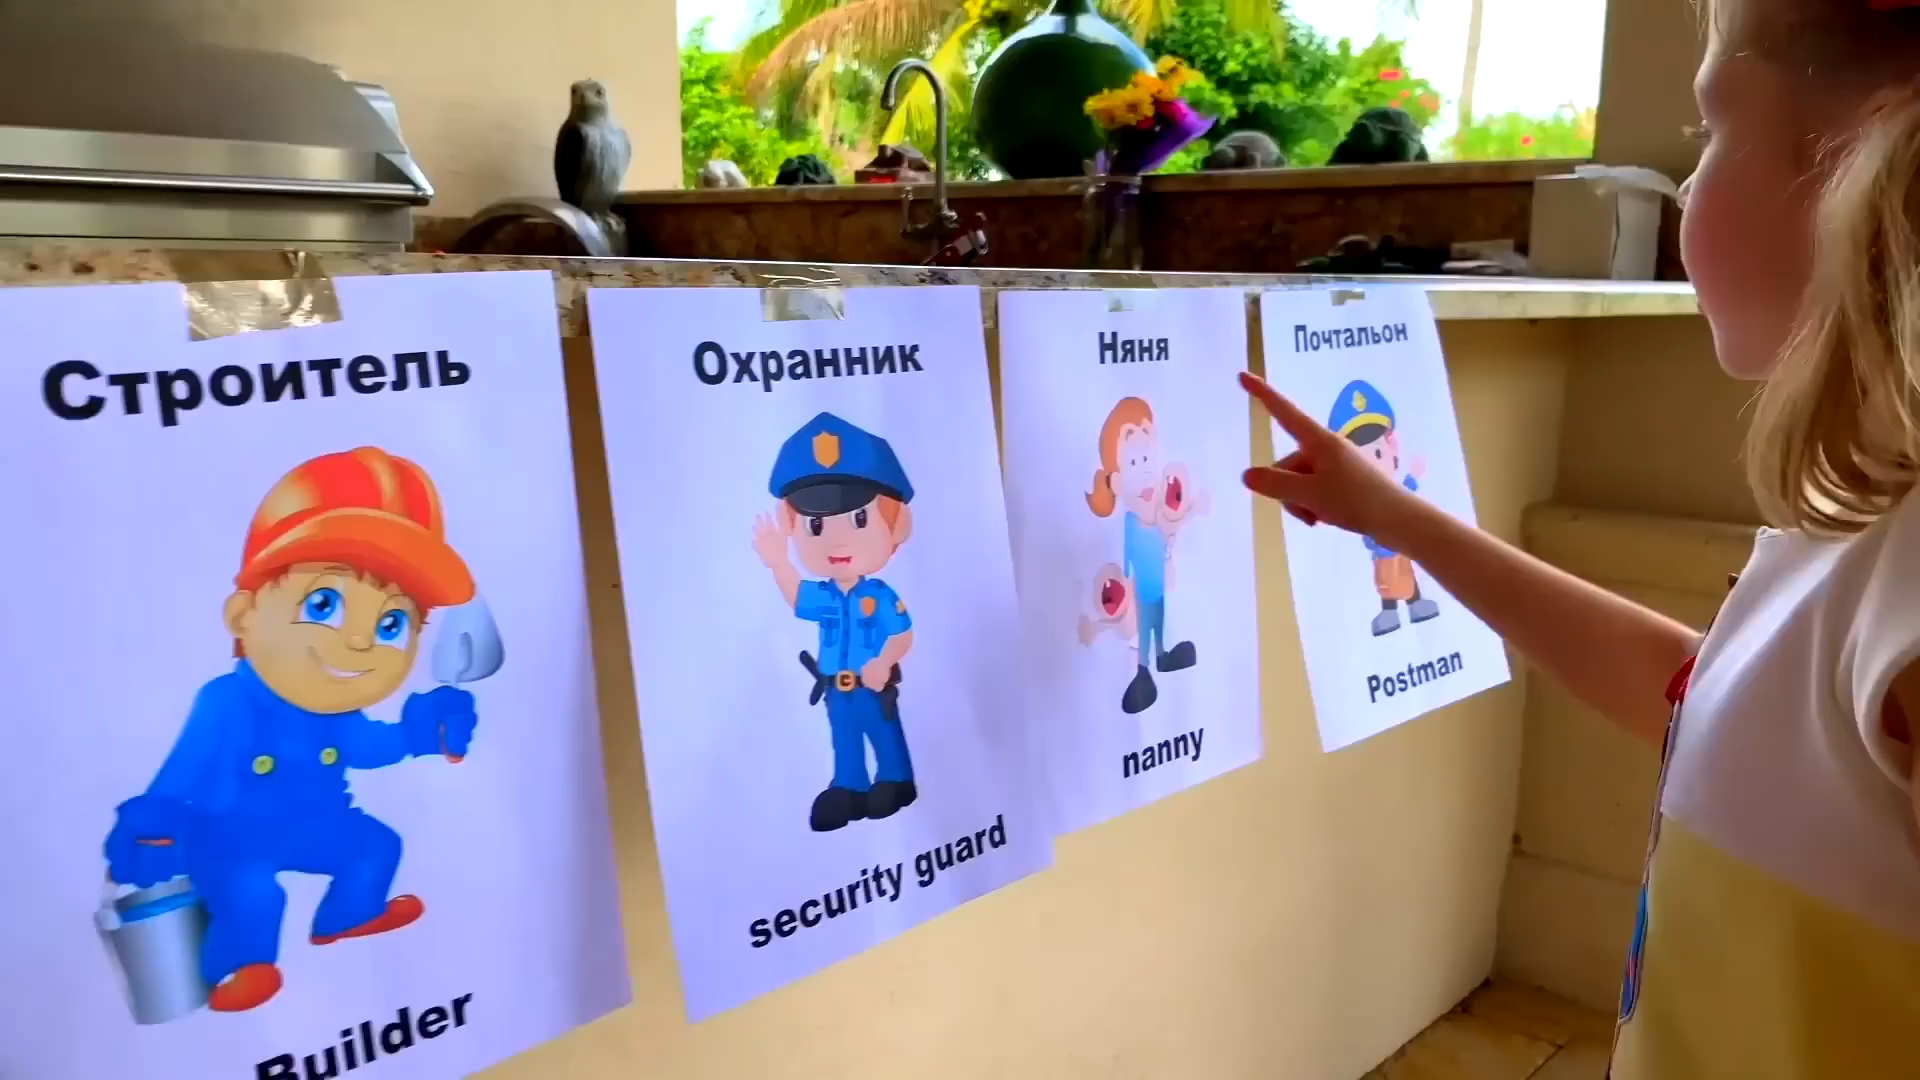 Строитель
Builder
Охранник
security guard
Няня
nanny
Почтальон
Postman